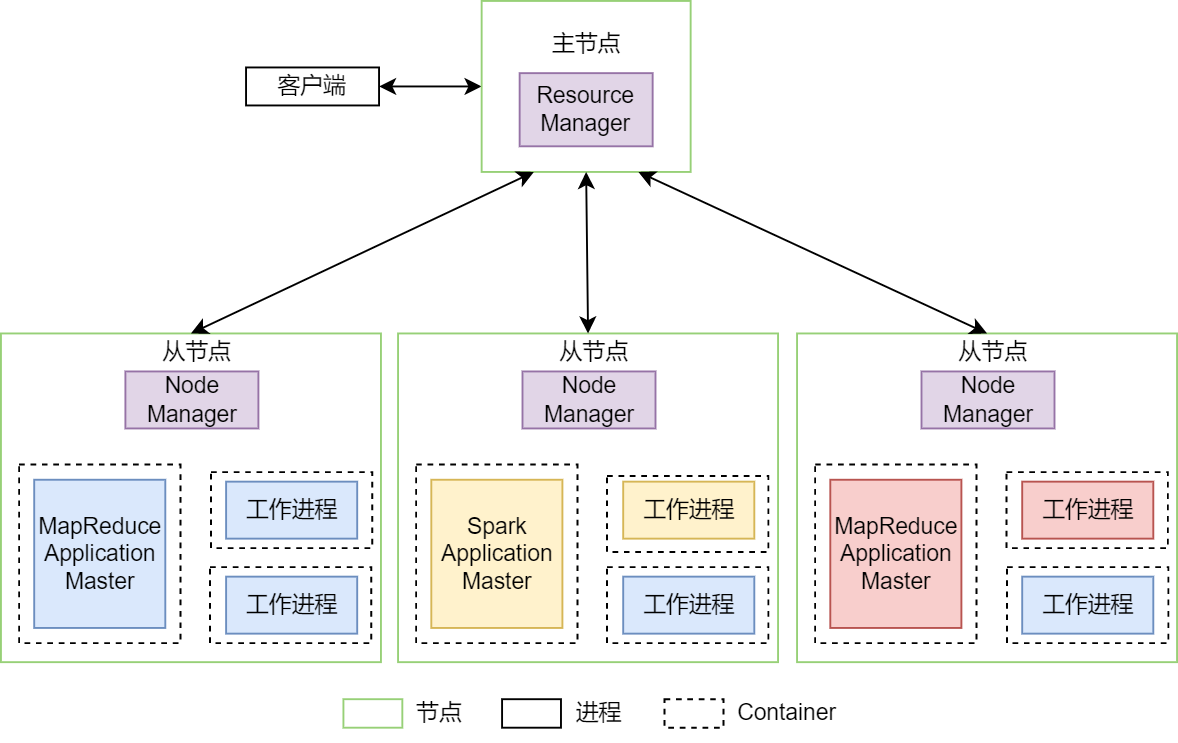 主节点
客户端
Resource
Manager
从节点
Node
Manager
MapReduce
Application
Master
工作进程
工作进程
从节点
Node
Manager
Spark
Application
Master
工作进程
工作进程
从节点
Node
Manager
MapReduce
Application
Master
工作进程
工作进程
节点
进程
Container